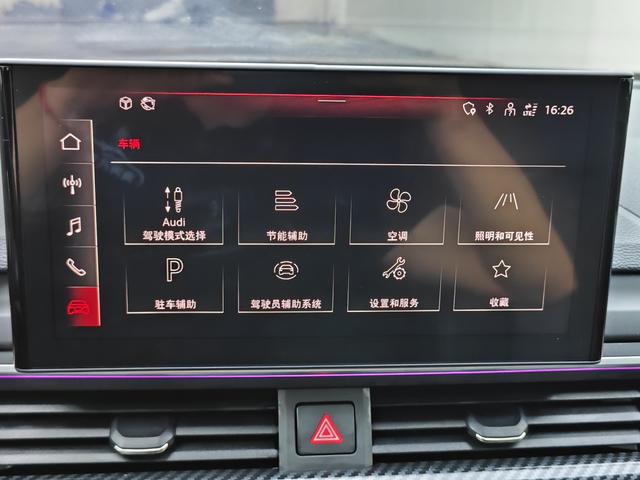 16:26
车辆
Audi
驾驶模式选择
节能辅助
空调
照明和可见性
P
驻车辅助
驾驶员辅助系统
设置和服务
收藏